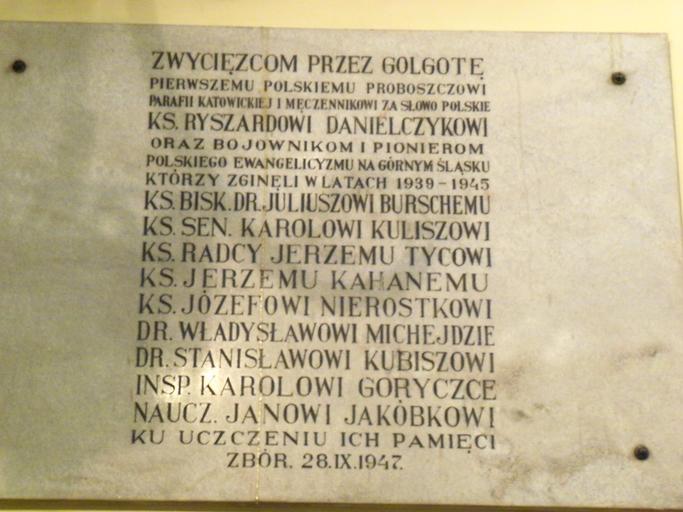 ZWYCIĘZCOM PRZEZ GOLGOTĘ
PIERWSZEMU POLSKIEMU PROBOSZCZOWI
PARAFII KATOWICKIEJ I MĘCZENNIKOWI ZA SŁOWO POLSKIE
KS. RYSZARDOWI DANIELCZYKOWI
ORAZ BOJOWNIKOM I PIONIEROM
POLSKIEGO EWANGELICYZMU NA GÓRNYM ŚLĄSKU
KTÓRZY ZGINĘLI W LATACH 1939-1945
KS. BISK. DR. JULIUSZOWI BURSCHEMU
KS. SEN. KAROLOWI KULISZOWI
KS. RADCY JERZEMU TYCOWI
KS. JERZEMU KAHANEMU
KS. JÓZEFOWI NIEROSTKOWI
DR. WŁADYSŁAWOWI MICHEJDZIE
DR. STANISŁAWOWI KUBISZOWI
INSP. KAROLOWI GORYCZCE
NAUCZ. JANOWI JAKÓBKOWI
KU UCZCZENIU ICH PAMIĘCI
ZBÓR. 28.IX.1947.